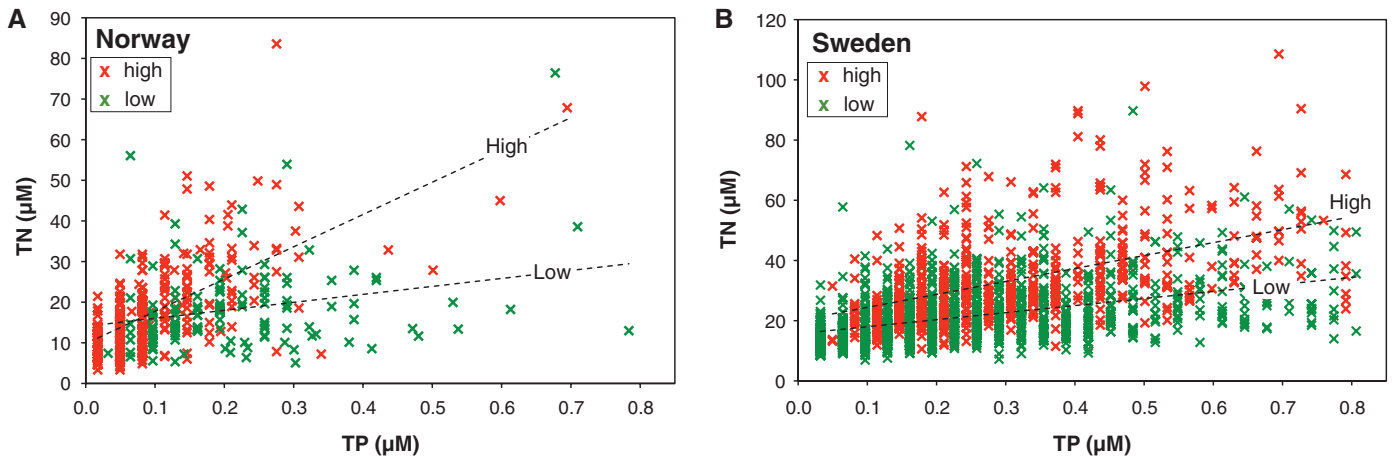 A
Norway
x high
x low
High
Low
TN (μM)
90
80
70
60
50
40
30
20
10
0
0.0 0.1 0.2 0.3 0.4 0.5 0.6 0.7 0.8
TP (μM)
B
Sweden
x high
x low
High
Low
TN (μM)
120
100
80
60
40
20
0
0.0 0.1 0.2 0.3 0.4 0.5 0.6 0.7 0.8
TP (μM)